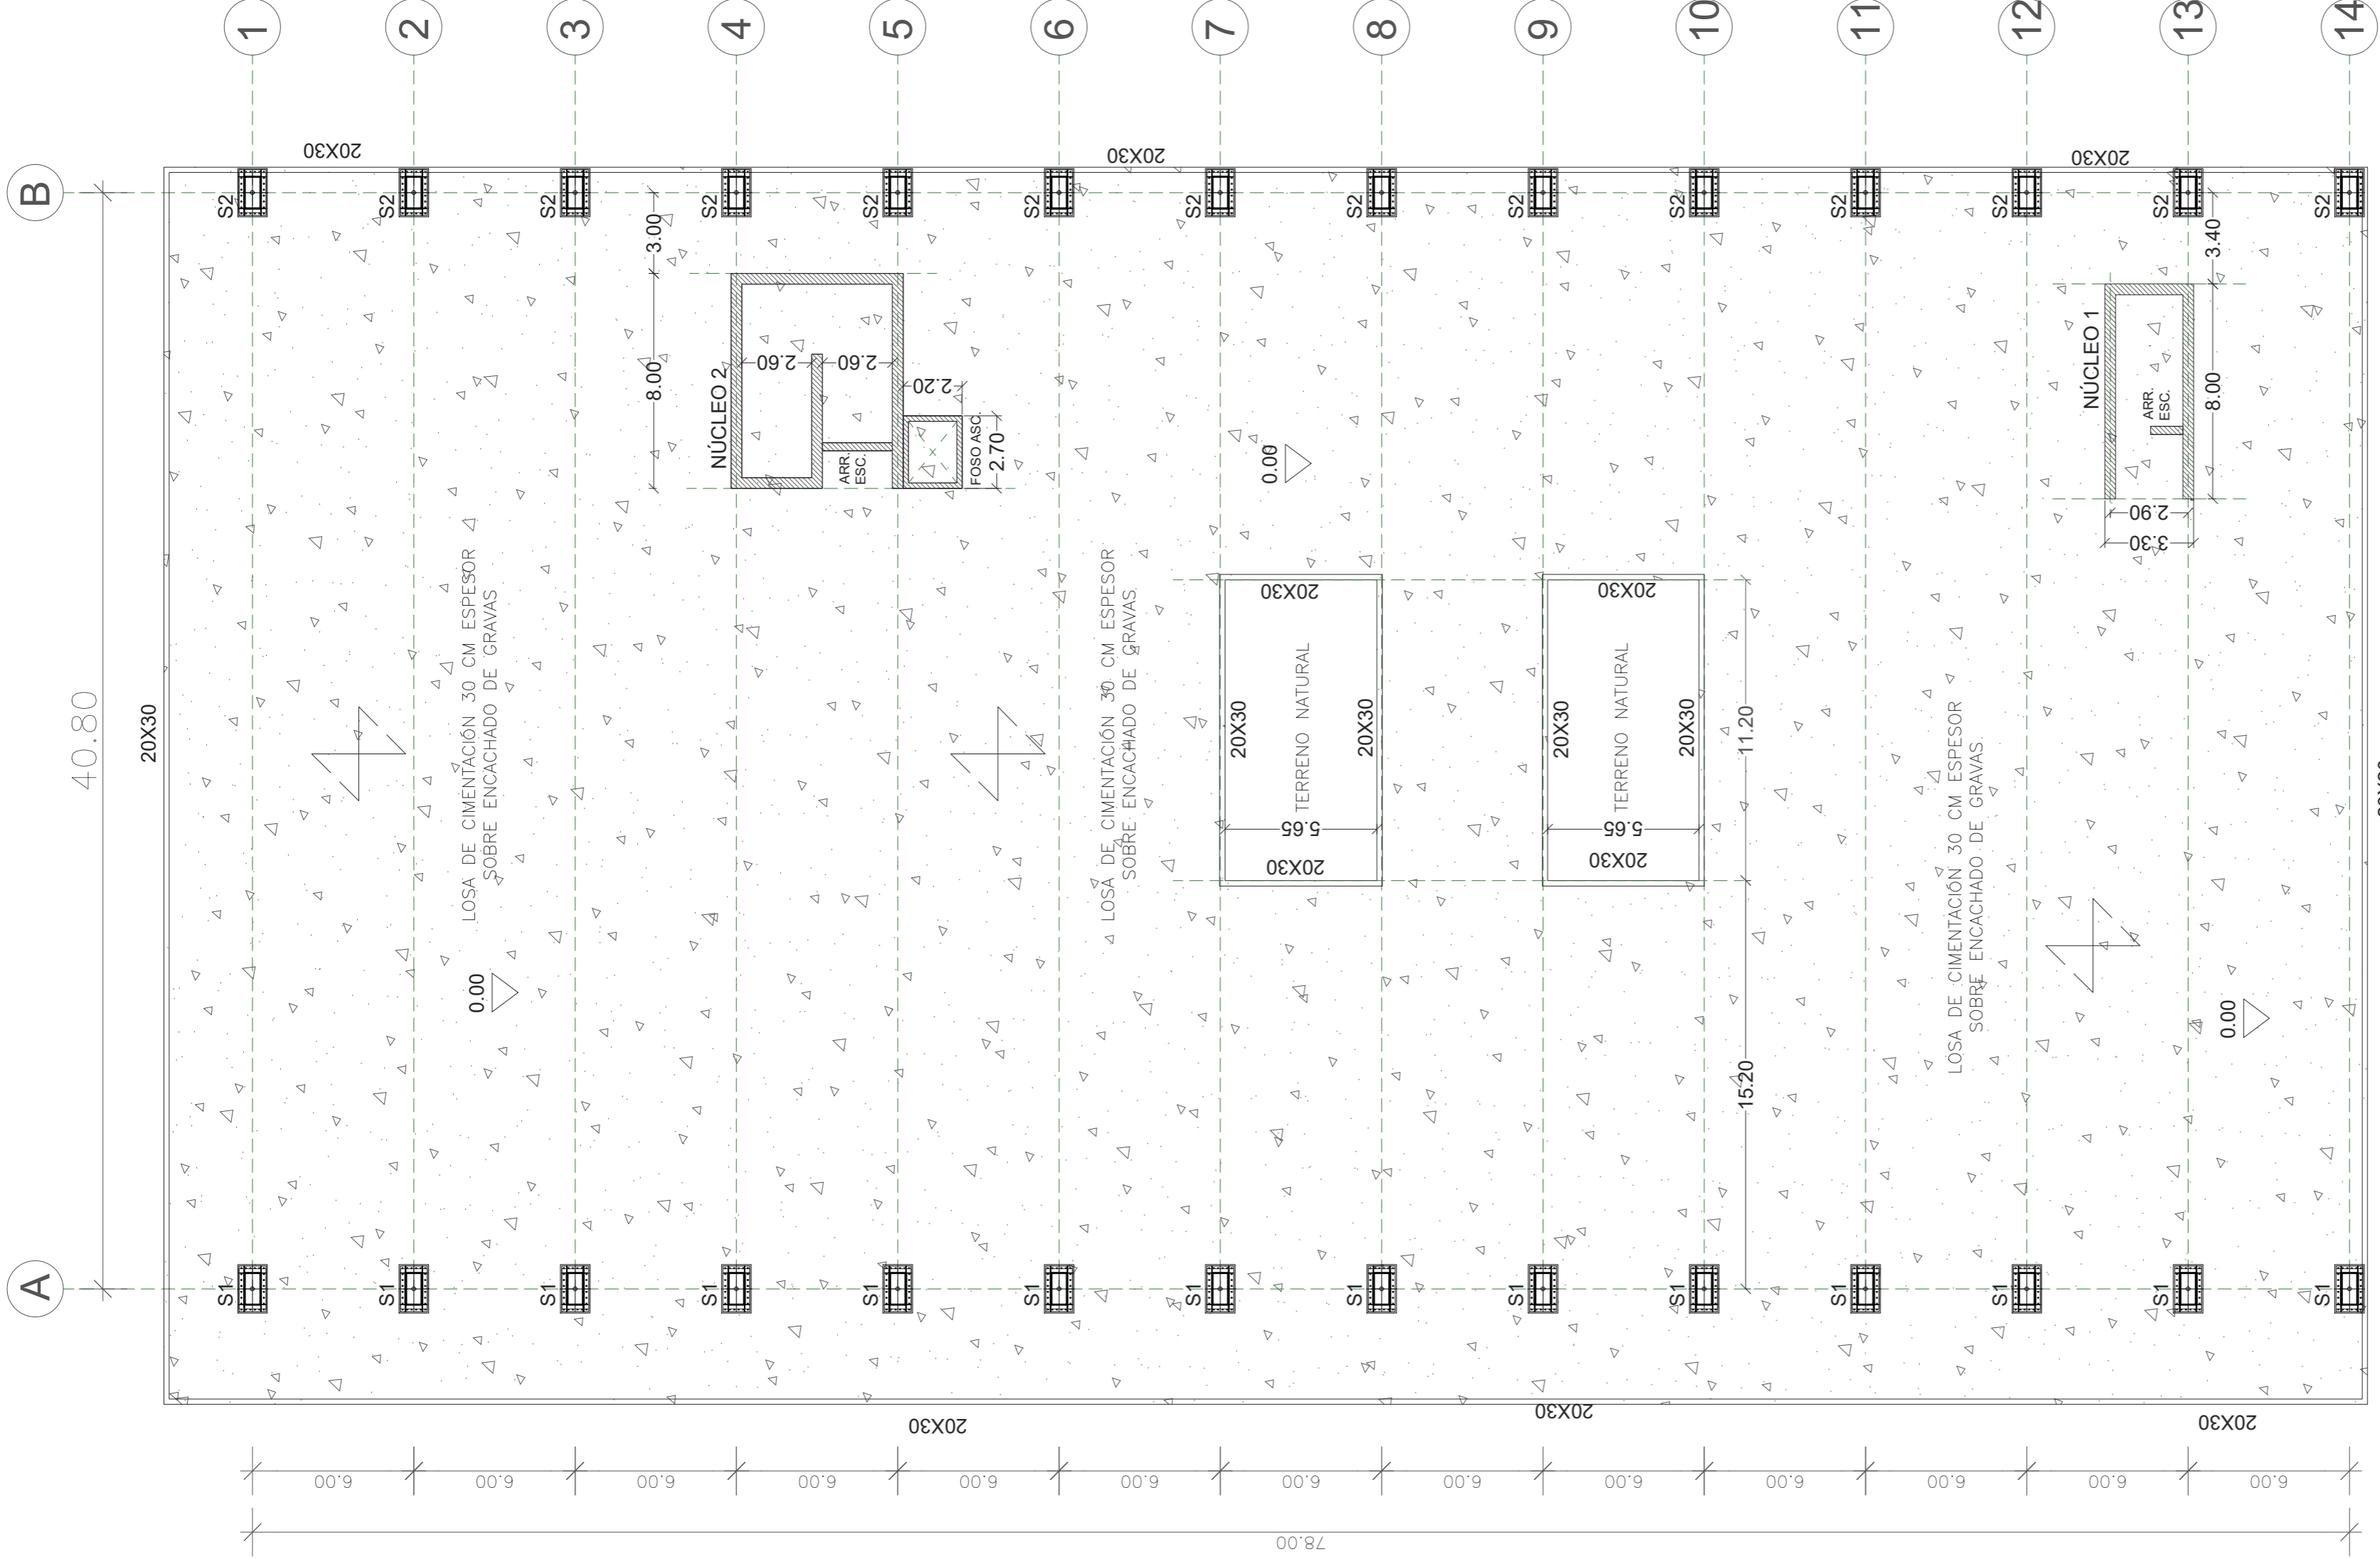 1
2
3
4
5
6
7
8
9
10
11
12
13
14
B
40.80
A
20X30
20X30
20X30
20X30
S2
S2
S2
S2
S2
S2
S2
S2
S2
S2
S2
S2
S2
S2
3.00
8.00
NÚCLEO 2
2.60
2.60
2.20
ARR.
ESC.
FOSO ASC.
2.70
3.40
NÚCLEO 1
ARR.
ESC.
8.00
2.90
3.30
0.00
LOSA DE CIMENTACIÓN 30 CM ESPESOR
SOBRE ENCACHADO DE GRAVAS
LOSA DE CIMENTACIÓN 30 CM ESPESOR
SOBRE ENCACHADO DE GRAVAS
20X30
20X30
TERRENO NATURAL
20X30
5.65
20X30
20X30
20X30
TERRENO NATURAL
20X30
5.65
20X30
11.20
15.20
LOSA DE CIMENTACIÓN 30 CM ESPESOR
SOBRE ENCACHADO DE GRAVAS
0.00
0.00
S1
S1
S1
S1
S1
S1
S1
S1
S1
S1
S1
S1
S1
S1
20X30
20X30
20X30
6.00
6.00
6.00
6.00
6.00
6.00
6.00
6.00
6.00
6.00
6.00
6.00
6.00
78.00